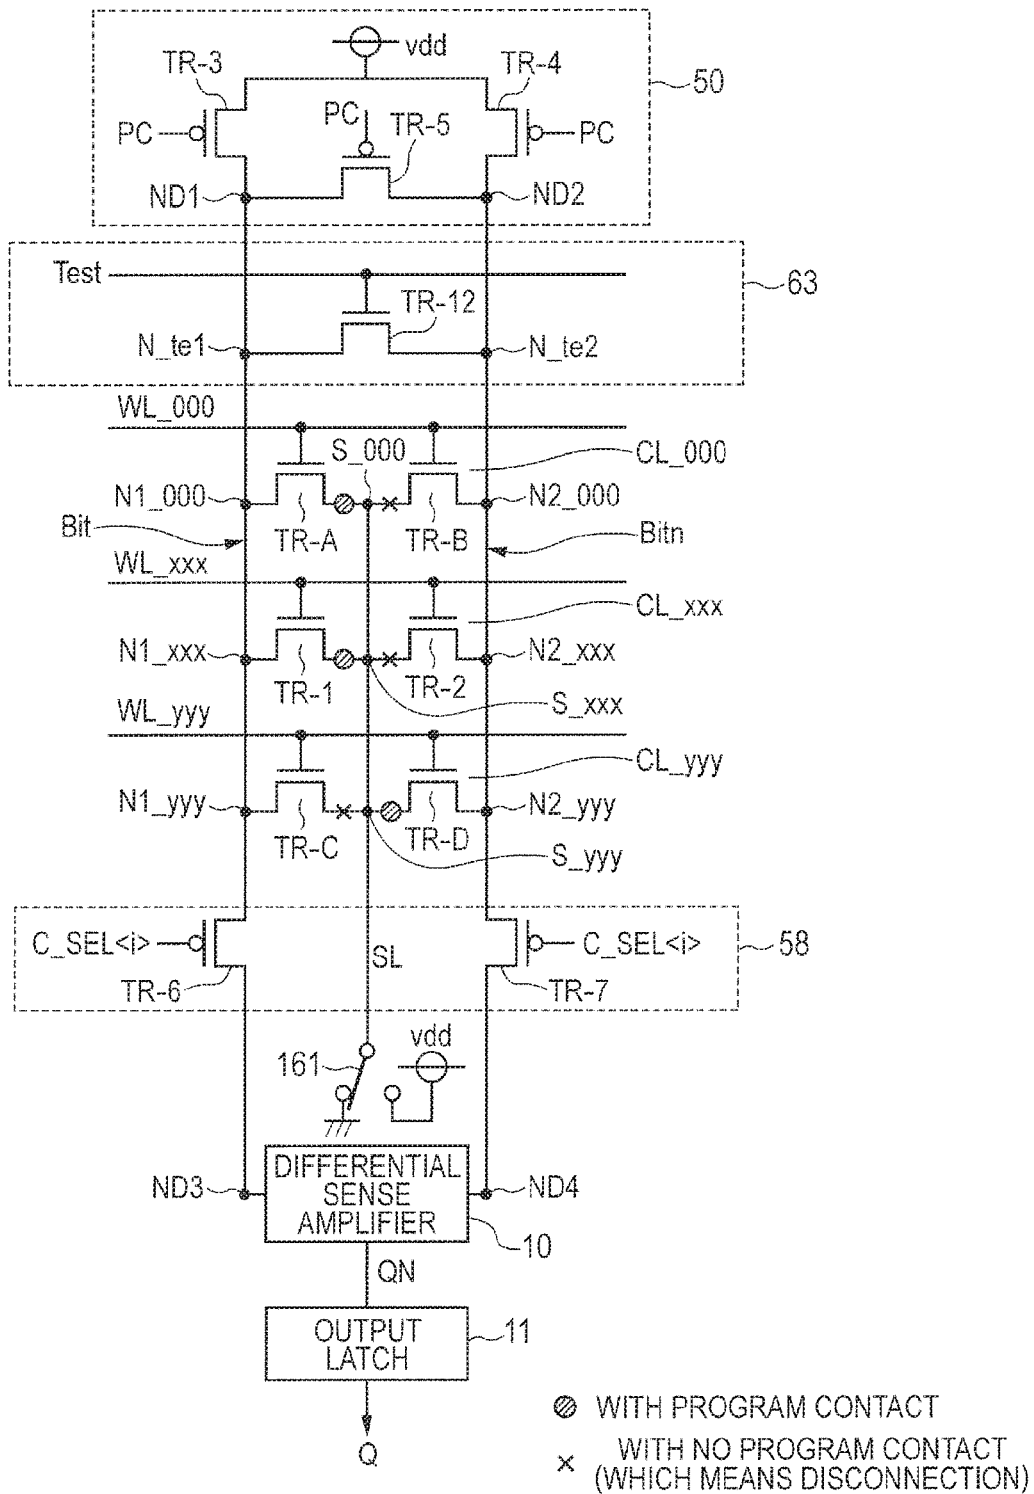 vdd
TR-3
TR-4
50
PC
PC
TR-5
PC
ND1
ND2
Test
63
TR-12
N_te1
N_te2
WL_000
S_000
CL_000
N1_000
N2_000
Bit
TR-A
TR-B
Bitn
WL_xxx
CL_xxx
N1_xxx
N2_xxx
TR-1
TR-2
S_xxx
WL_yyy
CL_yyy
N1_yyy
N2_yyy
TR-C
TR-D
S_yyy
C_SEL<i>
C_SEL<i>
58
SL
TR-6
TR-7
vdd
161
DIFFERENTIAL
SENSE
AMPLIFIER
ND3
ND4
10
QN
OUTPUT
LATCH
11
WITH PROGRAM CONTACT
Q
WITH NO PROGRAM CONTACT
(WHICH MEANS DISCONNECTION)